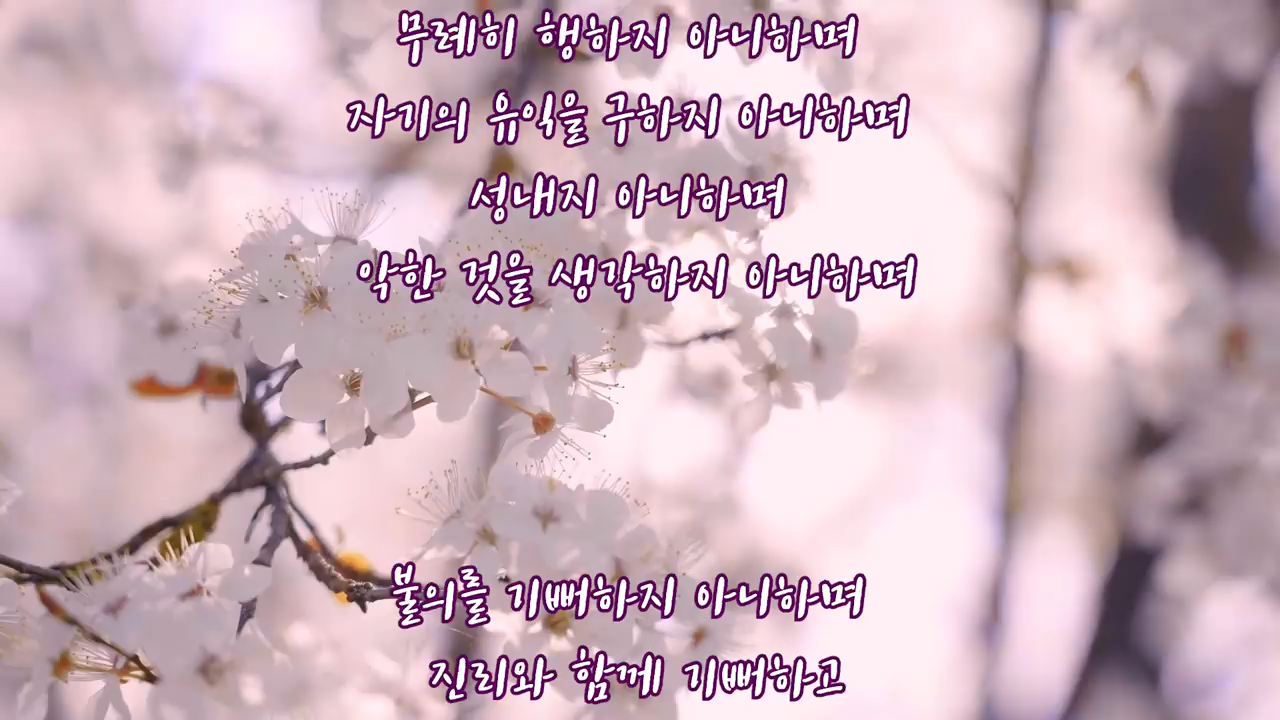 무례히 행하지 아니하며
자기의 유익을 구하지 아니하며
성내지 아니하며
악한 것을 생각하지 아니하며
불의를 기뻐하지 아니하며
진리와 함께 기뻐하고